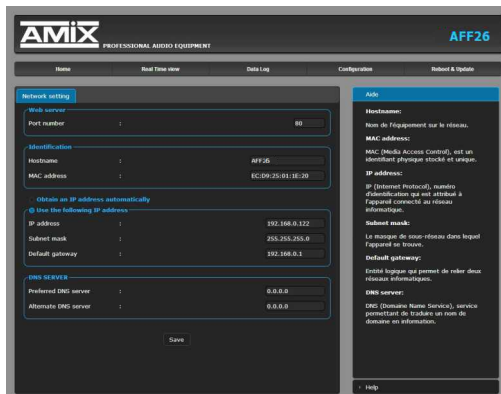 AMiX
PROFESSIONAL AUDIO EQUIPMENT
AFF26
Home Real Time view Data Log Configuration Reboot & Update
Network setting
Web server
Port number : 80
Identification
Hostname : AFF26
MAC address : EC:D9:25:01:1E:20
Obtain an IP address automatically
Use the following IP address
IP address : 192.168.0.122
Subnet mask : 255.255.255.0
Default gateway : 192.168.0.1
DNS SERVER
Preferred DNS server : 0.0.0.0
Alternate DNS server : 0.0.0.0
Save
Aide
Hostname:
Nom de l'équipement sur le réseau.
MAC address:
MAC (Media Access Control), est un
identifiant physique stocké et unique.
IP address:
IP (Internet Protocol), numéro
d'identification qui est attribué à
l'appareil connecté au réseau
informatique.
Subnet mask:
Le masque de sous-réseau dans lequel
l'appareil se trouve.
Default gateway:
Entité logique qui permet de relier deux
réseaux informatiques.
DNS server:
DNS (Domaine Name Service), service
permettant de traduire un nom de
domaine en information.
Help